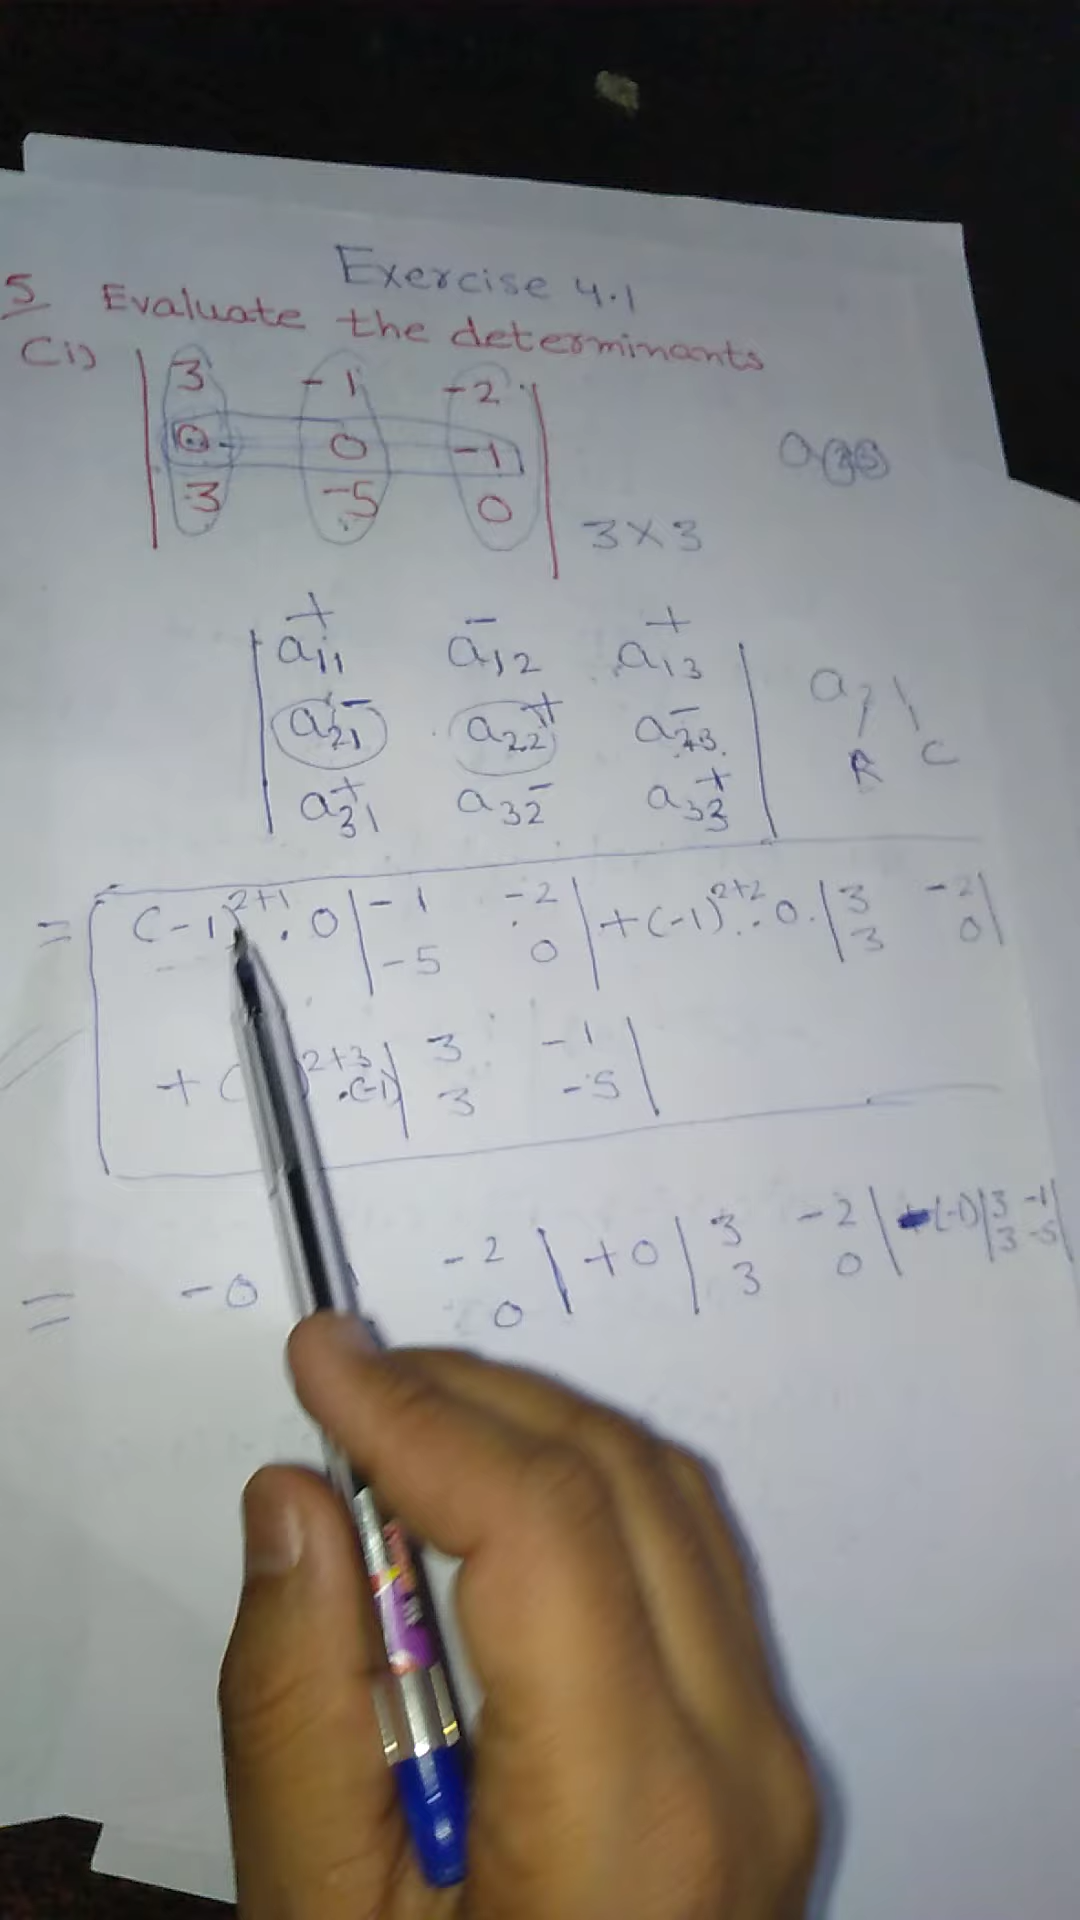 Exercise 4.1
5 Evaluate the determinants
(i) | 3 -1 -2 |
| 0 0 -1 |
| 3 -5 0 | 3×3
| a11+ a12- a13+ |
| a21- a22+ a23- | a
| a31+ a32- a33+ | R C
= (-1)^2+1 . 0 | -1 -2 | + (-1)^2+2 . 0 . | 3 -2 |
| -5 0 | | 3 0 |
+ ( ^2+3 .(-1) | 3 -1 |
| 3 -5 |
= -0 -2 | +0 | 3 -2 | (-1) | 3 -1 |
0 | | 3 0 | | 3 -5 |